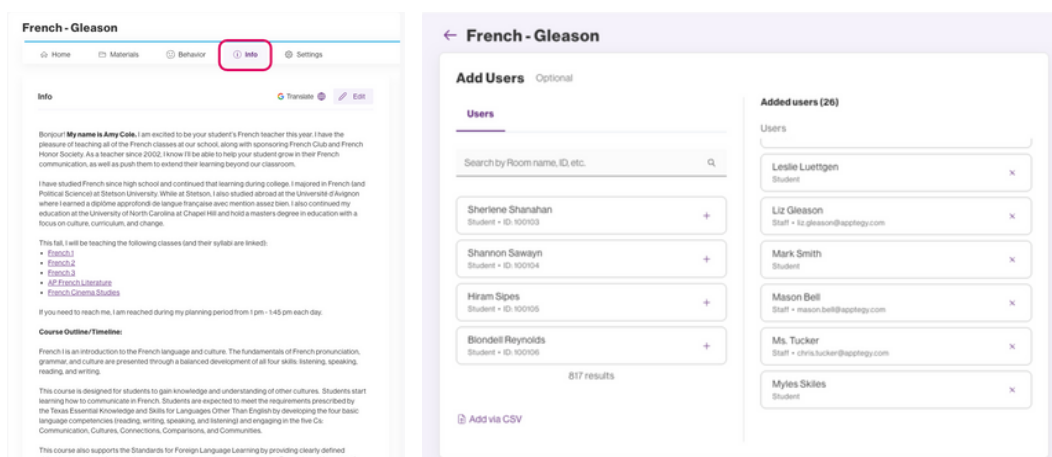 French - Gleason
Home
Materials
Behavior
Info
Settings
Info
Translate
Edit
Bonjour! My name is Amy Cole. I am excited to be your student's French teacher this year. I have the
pleasure of teaching all of the French classes at our school, along with sponsoring French Club and French
Honor Society. As a teacher since 2002, I know I'll be able to help your student grow in their French
communication, as well as push them to extend their learning beyond our classroom.
I have studied French since high school and continued that learning during college. I majored in French (and
Political Science) at Stetson University. While at Stetson, I also studied abroad at the Université d'Avignon
where I earned a diplôme approfondi de langue française avec mention assez bien. I also continued my
education at the University of North Carolina at Chapel Hill and hold a masters degree in education with a
focus on culture, curriculum, and change.
This fall, I will be teaching the following classes (and their syllabi are linked):
• French 1
• French 2
• French 3
• AP French Literature
• French Cinema Studies
If you need to reach me, I am reached during my planning period from 1 pm - 1:45 pm each day.
Course Outline/Timeline:
French I is an introduction to the French language and culture. The fundamentals of French pronunciation,
grammar, and culture are presented through a balanced development of all four skills: listening, speaking,
reading, and writing.
This course is designed for students to gain knowledge and understanding of other cultures. Students start
learning how to communicate in French. Students are expected to meet the requirements prescribed by
the Texas Essential Knowledge and Skills for Languages Other Than English by developing the four basic
language competencies (reading, writing, speaking, and listening) and engaging in the five Cs:
Communication, Cultures, Connections, Comparisons, and Communities.
This course also supports the Standards for Foreign Language Learning by providing clearly defined
← French - Gleason
Add Users Optional
Users
Search by Room name, ID, etc.
Sherlene Shanahan
Student • ID: 100103
Shannon Sawayn
Student • ID: 100104
Hiram Sipes
Student • ID: 100105
Blondell Reynolds
Student • ID: 100106
817 results
Add via CSV
Added users (26)
Users
Leslie Luettgen
Student
Liz Gleason
Staff • liz.gleason@apptegy.com
Mark Smith
Student
Mason Bell
Staff • mason.bell@apptegy.com
Ms. Tucker
Staff • chris.tucker@apptegy.com
Myles Skiles
Student